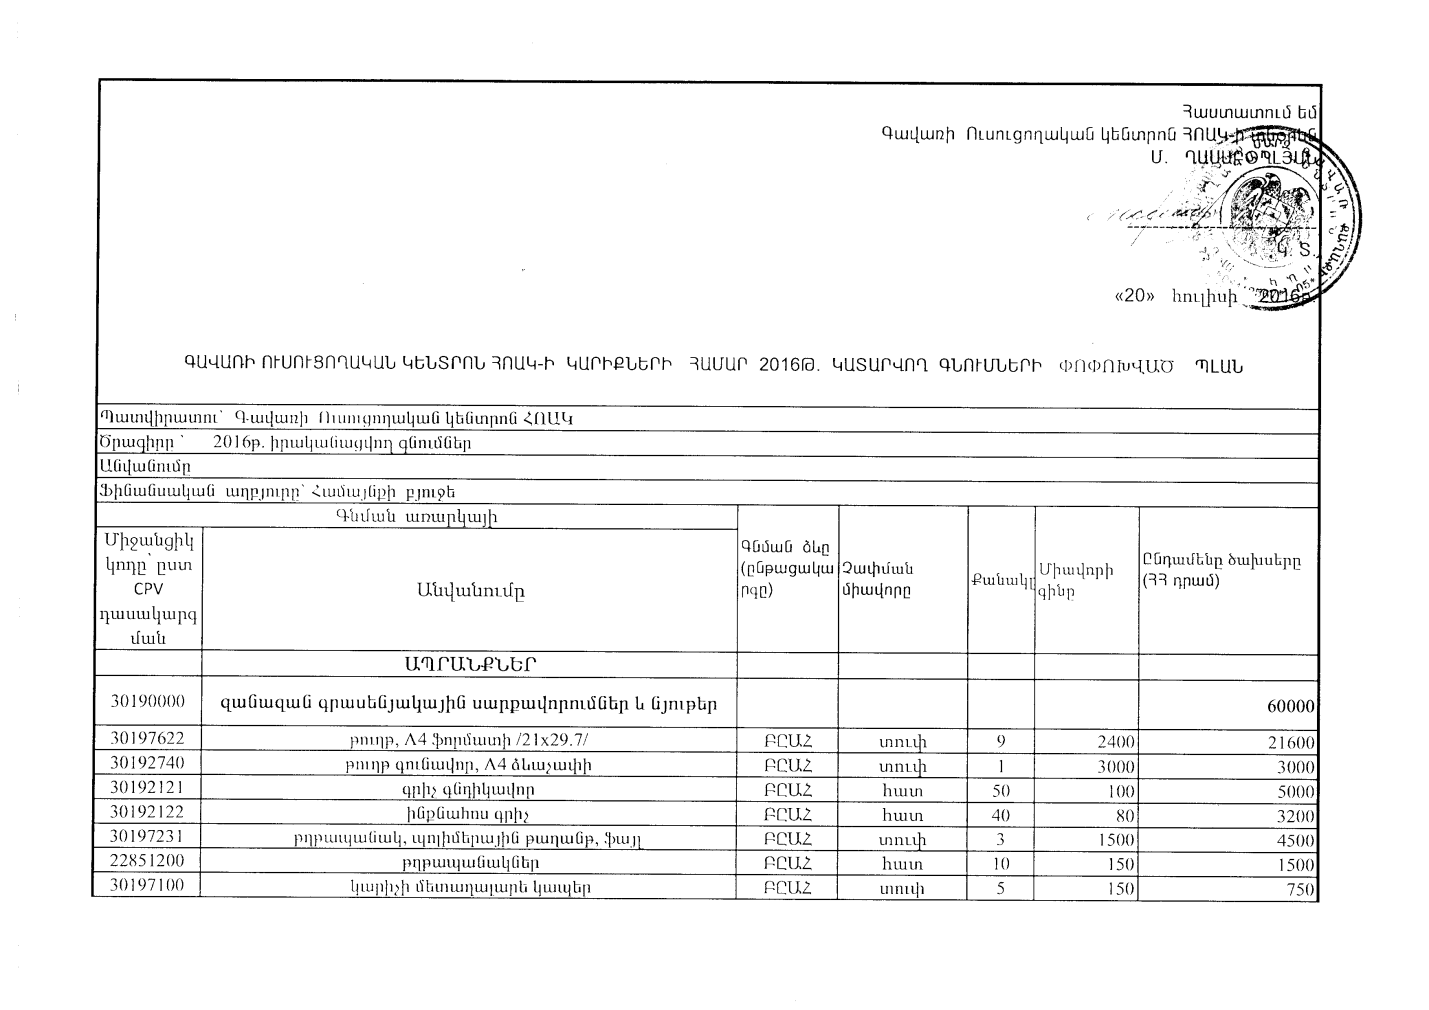 Հաստատում եմ
Գավառի Ուսուցողական կենտրոն ՀՈԱԿ-ի տնօրեն
Մ.
Կ. Տ.
«20» հուլիսի 2016թ.
ԳԱՎԱՌԻ ՈՒՍՈՒՑՈՂԱԿԱՆ ԿԵՆՏՐՈՆ ՀՈԱԿ-Ի ԿԱՐԻՔՆԵՐԻ ՀԱՄԱՐ 2016Թ. ԿԱՏԱՐՎՈՂ ԳՆՈՒՄՆԵՐԻ ՓՈՓՈԽՎԱԾ ՊԼԱՆ
Պատվիրատու՝ Գավառի Ուսուցողական կենտրոն ՀՈԱԿ
Ծրագիրը ՝ 2016թ. իրականացվող գնումներ
Անվանումը
Ֆինանսական աղբյուրը՝ Համայնքի բյուջե
Գնման առարկայի
Միջանցիկ կոդը՝ ըստ CPV դասակարգ ման
Անվանումը
Գնման ձևը (ընթացակա րգը)
Չափման միավորը
Քանակը
Միավորի գինը
Ընդամենը ծախսերը (ՀՀ դրամ)
ԱՊՐԱՆՔՆԵՐ
30190000 զանազան գրասենյակային սարքավորումներ և նյութեր 60000
30197622 թուղթ, A4 ֆորմատի /21x29.7/ ԲԸԱՀ տուփ 9 2400 21600
30192740 թուղթ գունավոր, A4 ձևաչափի ԲԸԱՀ տուփ 1 3000 3000
30192121 գրիչ գնդիկավոր ԲԸԱՀ հատ 50 100 5000
30192122 ինքնահոս գրիչ ԲԸԱՀ հատ 40 80 3200
30197231 թղթապանակ, պոլիմերային թաղանթ, ֆայլ ԲԸԱՀ տուփ 3 1500 4500
22851200 թղթապանակներ ԲԸԱՀ հատ 10 150 1500
30197100 կարիչի մետաղալարե կապեր ԲԸԱՀ տուփ 5 150 750